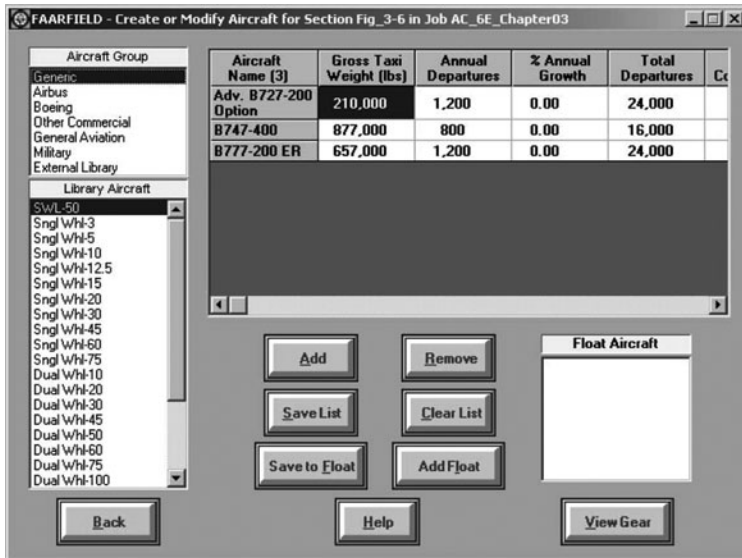 FAARFIELD - Create or Modify Aircraft for Section Fig_3-6 in Job AC_6E_Chapter03
Aircraft Group
Generic
Airbus
Boeing
Other Commercial
General Aviation
Military
External Library
Library Aircraft
SWL-50
Sngl Whl-3
Sngl Whl-5
Sngl Whl-10
Sngl Whl-12.5
Sngl Whl-15
Sngl Whl-20
Sngl Whl-30
Sngl Whl-45
Sngl Whl-60
Sngl Whl-75
Dual Whl-10
Dual Whl-20
Dual Whl-30
Dual Whl-45
Dual Whl-50
Dual Whl-60
Dual Whl-75
Dual Whl-100
Aircraft Name (3) Gross Taxi Weight (lbs) Annual Departures % Annual Growth Total Departures Co
Adv. B727-200 Option 210,000 1,200 0.00 24,000
B747-400 877,000 800 0.00 16,000
B777-200 ER 657,000 1,200 0.00 24,000
Add
Remove
Save List
Clear List
Save to Float
Add Float
Float Aircraft
Back
Help
View Gear